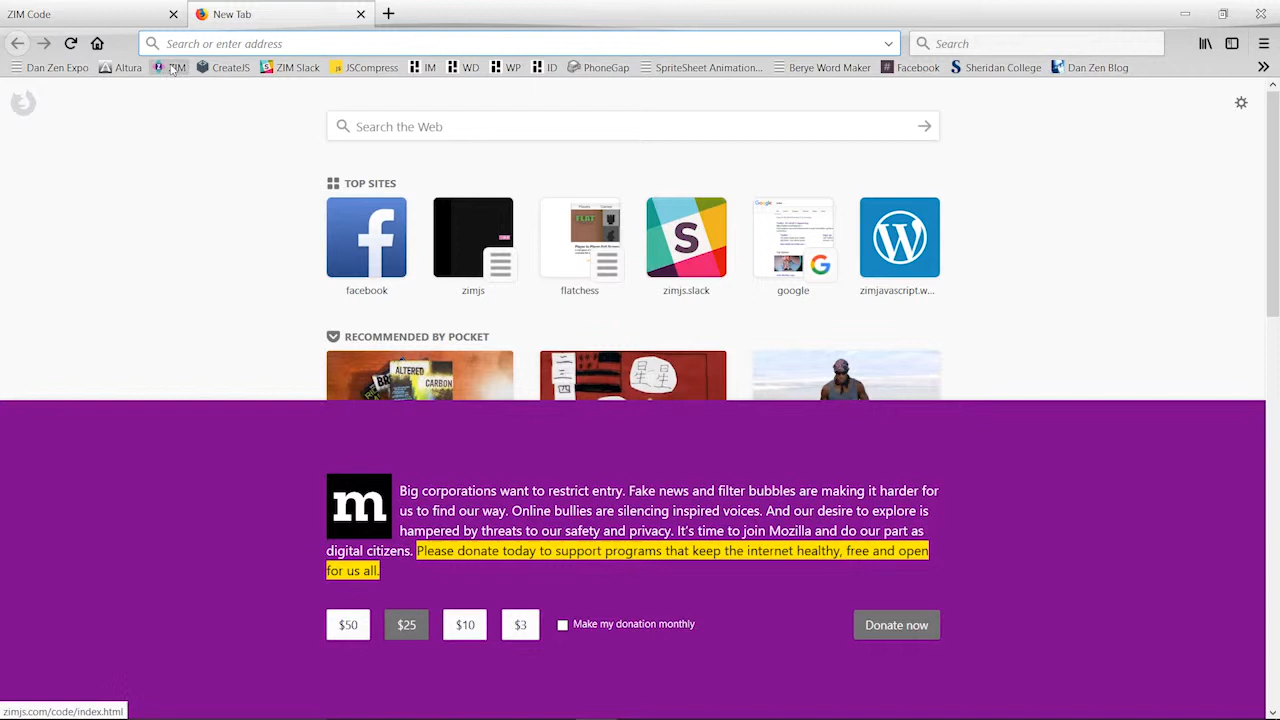 ZIM Code
New Tab
Search or enter address
Search
Dan Zen Expo
Altura
ZIM
CreateJS
ZIM Slack
JSCompress
IM
WD
WP
ID
PhoneGap
SpriteSheet Animation...
Berye Word Maker
Facebook
Sheridan College
Dan Zen Blog
Search the Web
TOP SITES
facebook
zimjs
flatchess
zimjs.slack
google
zimjavascript.w...
RECOMMENDED BY POCKET
ALTERED
CARBON
m
Big corporations want to restrict entry. Fake news and filter bubbles are making it harder for
us to find our way. Online bullies are silencing inspired voices. And our desire to explore is
hampered by threats to our safety and privacy. It's time to join Mozilla and do our part as
digital citizens. Please donate today to support programs that keep the internet healthy, free and open
for us all.
$50
$25
$10
$3
Make my donation monthly
Donate now
zimjs.com/code/index.html